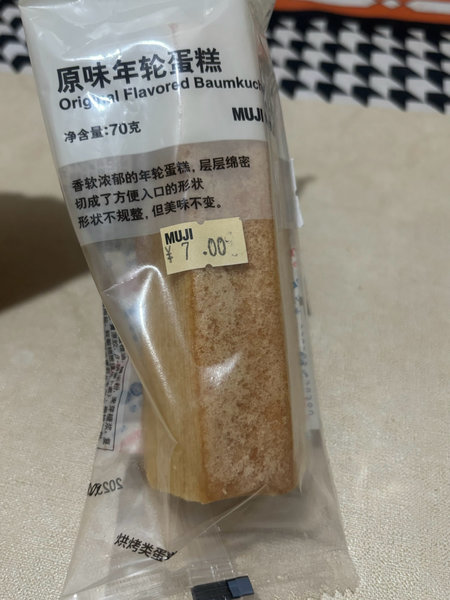 原味年轮蛋糕
Original Flavored Baumkuch
MUJI
净含量:70克
香软浓郁的年轮蛋糕,层层绵密
切成了方便入口的形状
形状不规整,但美味不变。
MUJI
¥ 7.00
烘烤类蛋